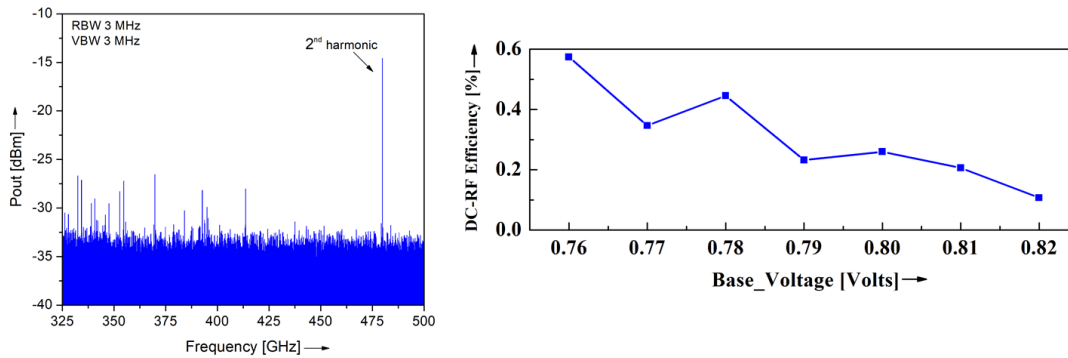 RBW 3 MHz
VBW 3 MHz
2nd harmonic
-10
-15
-20
-25
-30
-35
-40
Pout [dBm]
325 350 375 400 425 450 475 500
Frequency [GHz]
0.6
0.4
0.2
0.0
DC-RF Efficiency [%]
0.76 0.77 0.78 0.79 0.80 0.81 0.82
Base_Voltage [Volts]